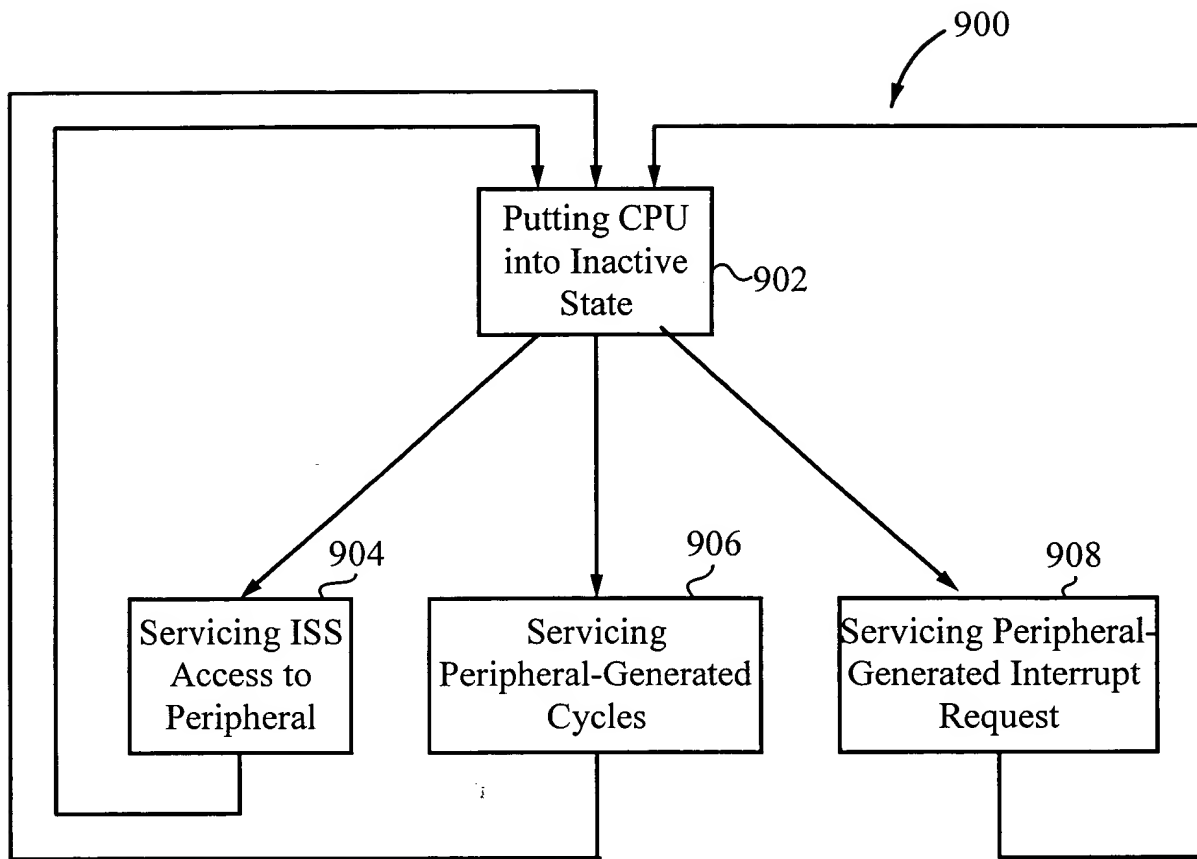 900
Putting CPU
into Inactive
State
902
904
906
908
Servicing ISS
Access to
Peripheral
Servicing
Peripheral-Generated
Cycles
Servicing Peripheral-
Generated Interrupt
Request